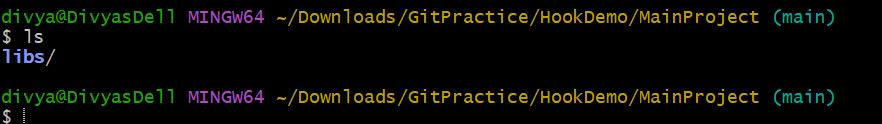 divya@DivyasDell MINGW64 ~/Downloads/GitPractice/HookDemo/MainProject (main)
$ ls
libs/
divya@DivyasDell MINGW64 ~/Downloads/GitPractice/HookDemo/MainProject (main)
$